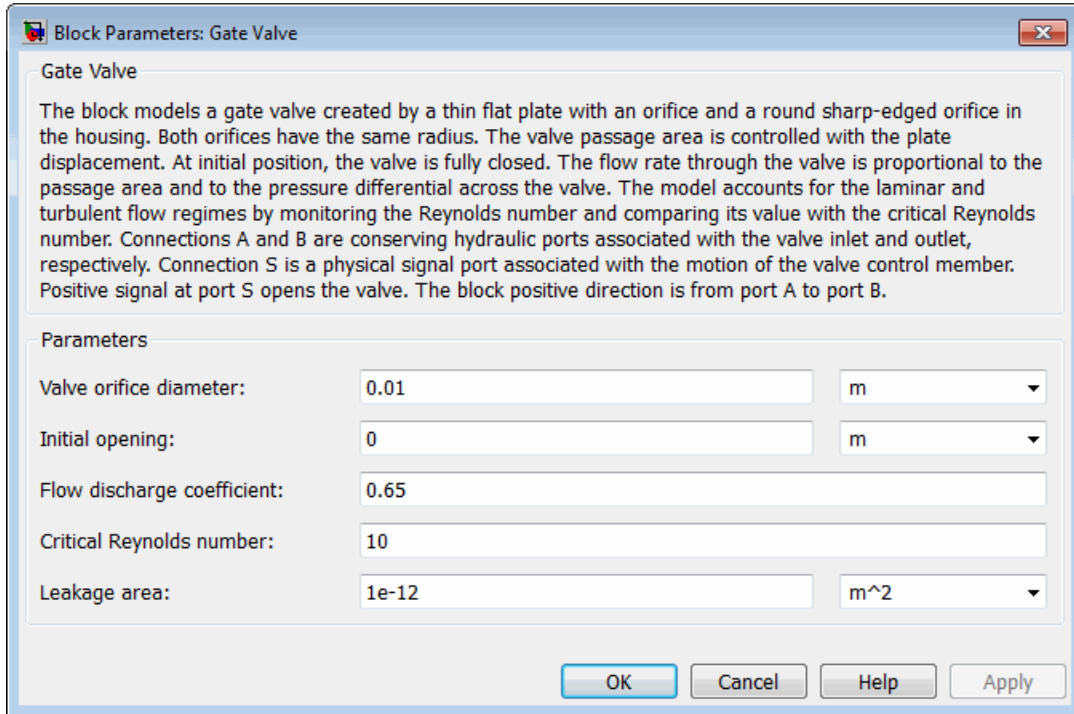 Block Parameters: Gate Valve
Gate Valve
The block models a gate valve created by a thin flat plate with an orifice and a round sharp-edged orifice in
the housing. Both orifices have the same radius. The valve passage area is controlled with the plate
displacement. At initial position, the valve is fully closed. The flow rate through the valve is proportional to the
passage area and to the pressure differential across the valve. The model accounts for the laminar and
turbulent flow regimes by monitoring the Reynolds number and comparing its value with the critical Reynolds
number. Connections A and B are conserving hydraulic ports associated with the valve inlet and outlet,
respectively. Connection S is a physical signal port associated with the motion of the valve control member.
Positive signal at port S opens the valve. The block positive direction is from port A to port B.
Parameters
Valve orifice diameter: 0.01 m
Initial opening: 0 m
Flow discharge coefficient: 0.65
Critical Reynolds number: 10
Leakage area: 1e-12 m^2
OK Cancel Help Apply